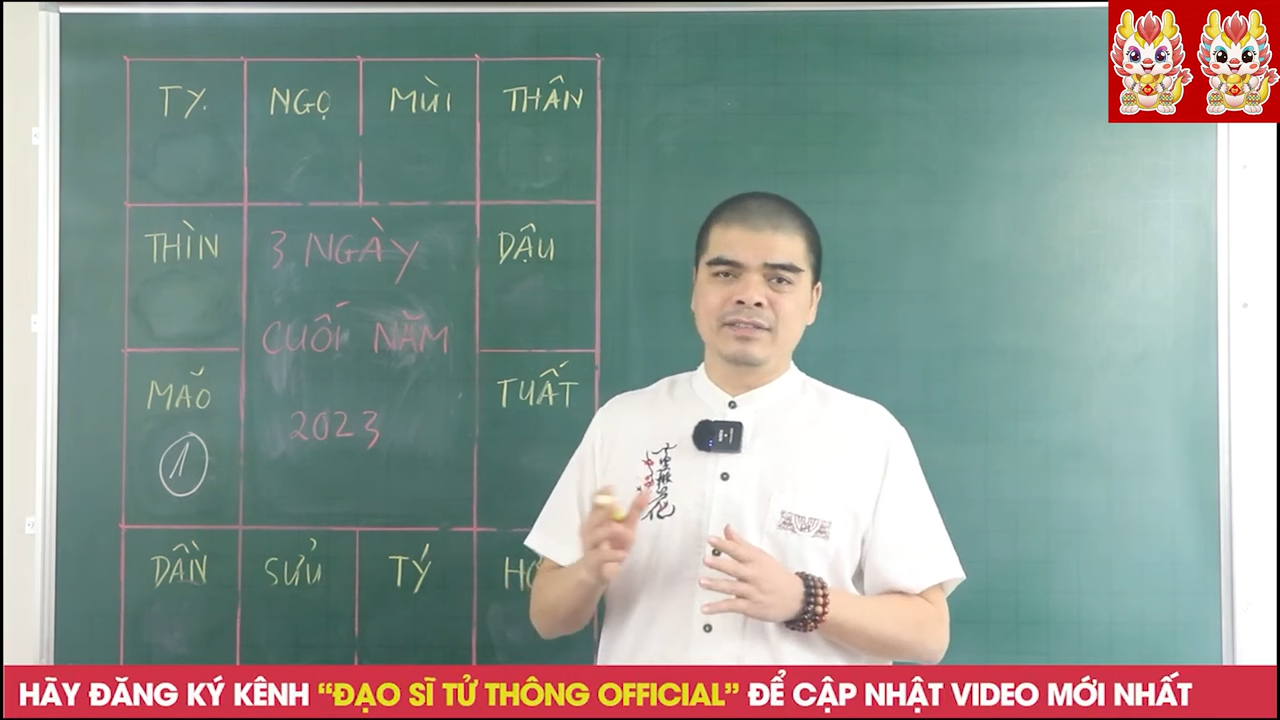 TỴ.
NGỌ
MÙI
THÂN
THÌN
3 NGÀY
DẬU
CUỐI NĂM
MÃO
TUẤT
2023
1
DẦN
SỬU
TÝ
HÃY ĐĂNG KÝ KÊNH “ĐẠO SĨ TỬ THÔNG OFFICIAL” ĐỂ CẬP NHẬT VIDEO MỚI NHẤT